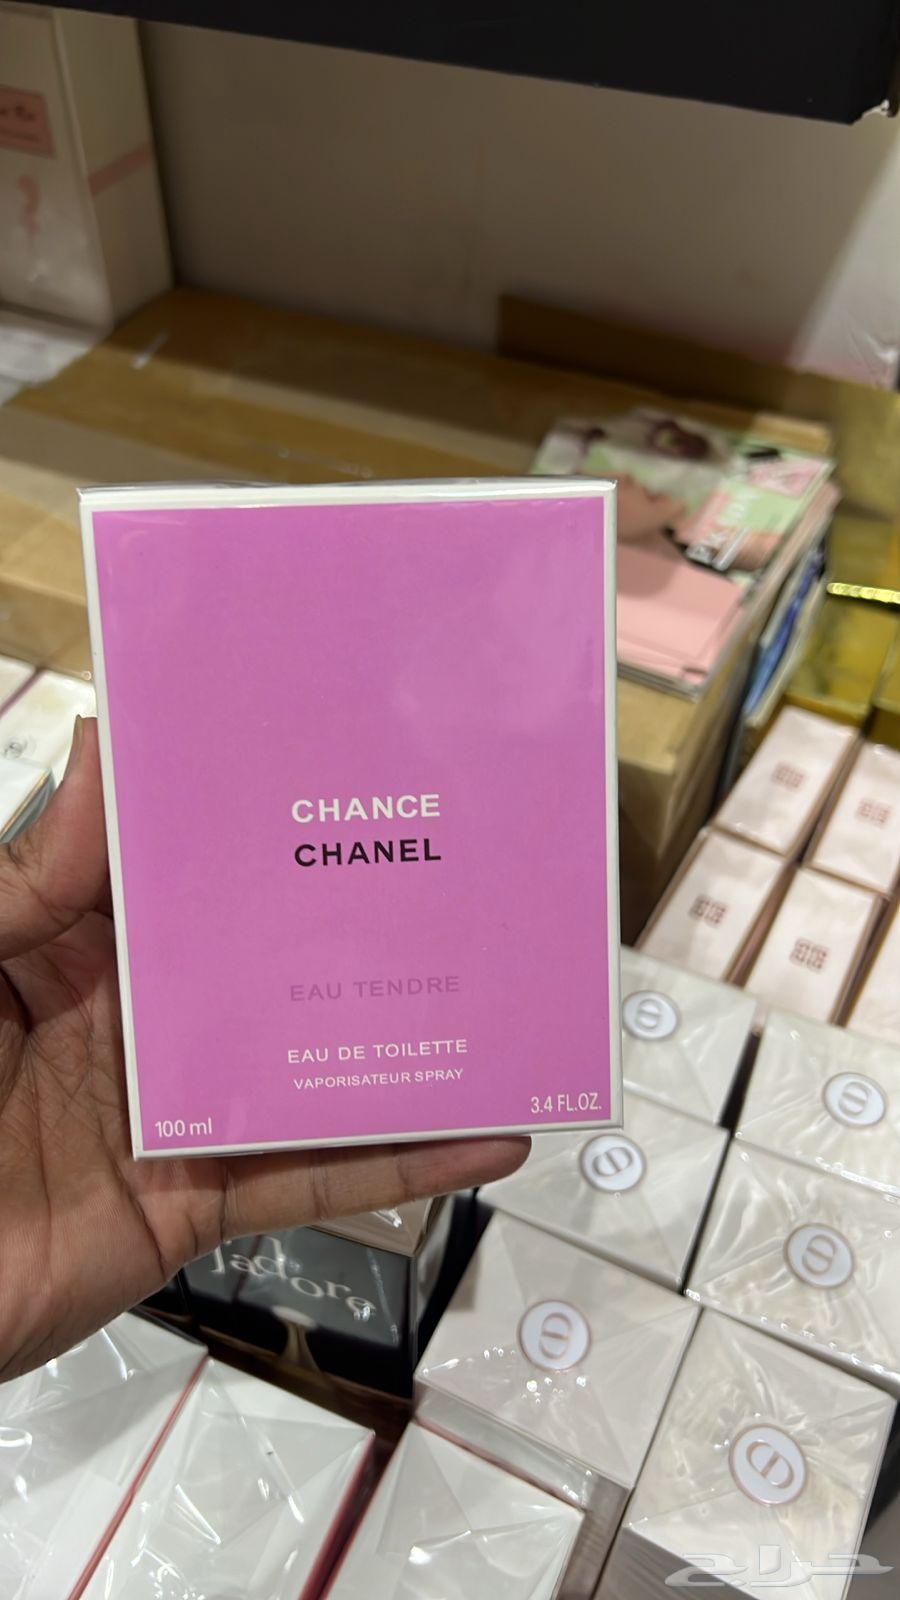 CHANCE
CHANEL
EAU TENDRE
EAU DE TOILETTE
VAPORISATEUR SPRAY
100 ml
3.4 FL.OZ.
J'adore
حراج